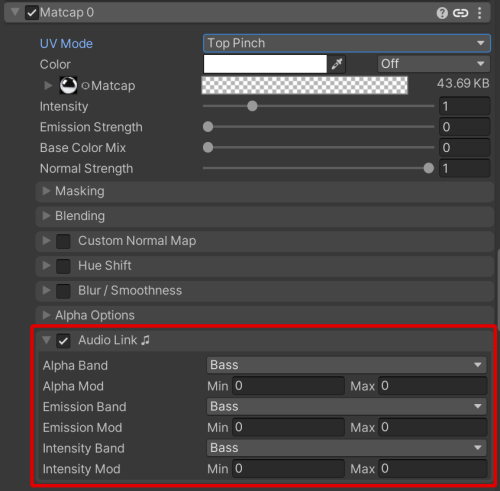 Matcap 0
UV Mode Top Pinch
Color Off
Matcap 43.69 KB
Intensity 1
Emission Strength 0
Base Color Mix 0
Normal Strength 1
Masking
Blending
Custom Normal Map
Hue Shift
Blur / Smoothness
Alpha Options
Audio Link ♫
Alpha Band Bass
Alpha Mod Min 0 Max 0
Emission Band Bass
Emission Mod Min 0 Max 0
Intensity Band Bass
Intensity Mod Min 0 Max 0